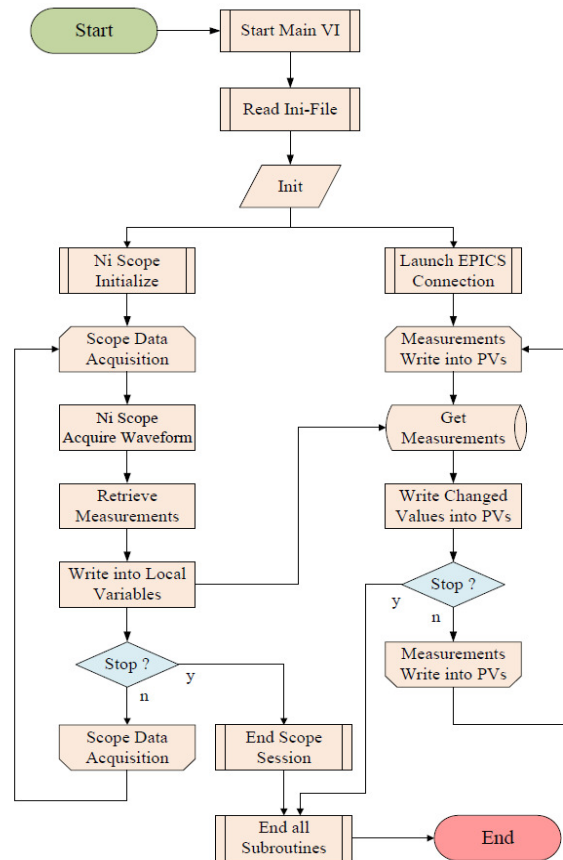 Start
Start Main VI
Read Ini-File
Init
Ni Scope
Initialize
Launch EPICS
Connection
Scope Data
Acquisition
Measurements
Write into PVs
Ni Scope
Acquire Waveform
Get
Measurements
Retrieve
Measurements
Write Changed
Values into PVs
Write into Local
Variables
Stop ?
y
n
Stop ?
y
n
Measurements
Write into PVs
Scope Data
Acquisition
End Scope
Session
End all
Subroutines
End